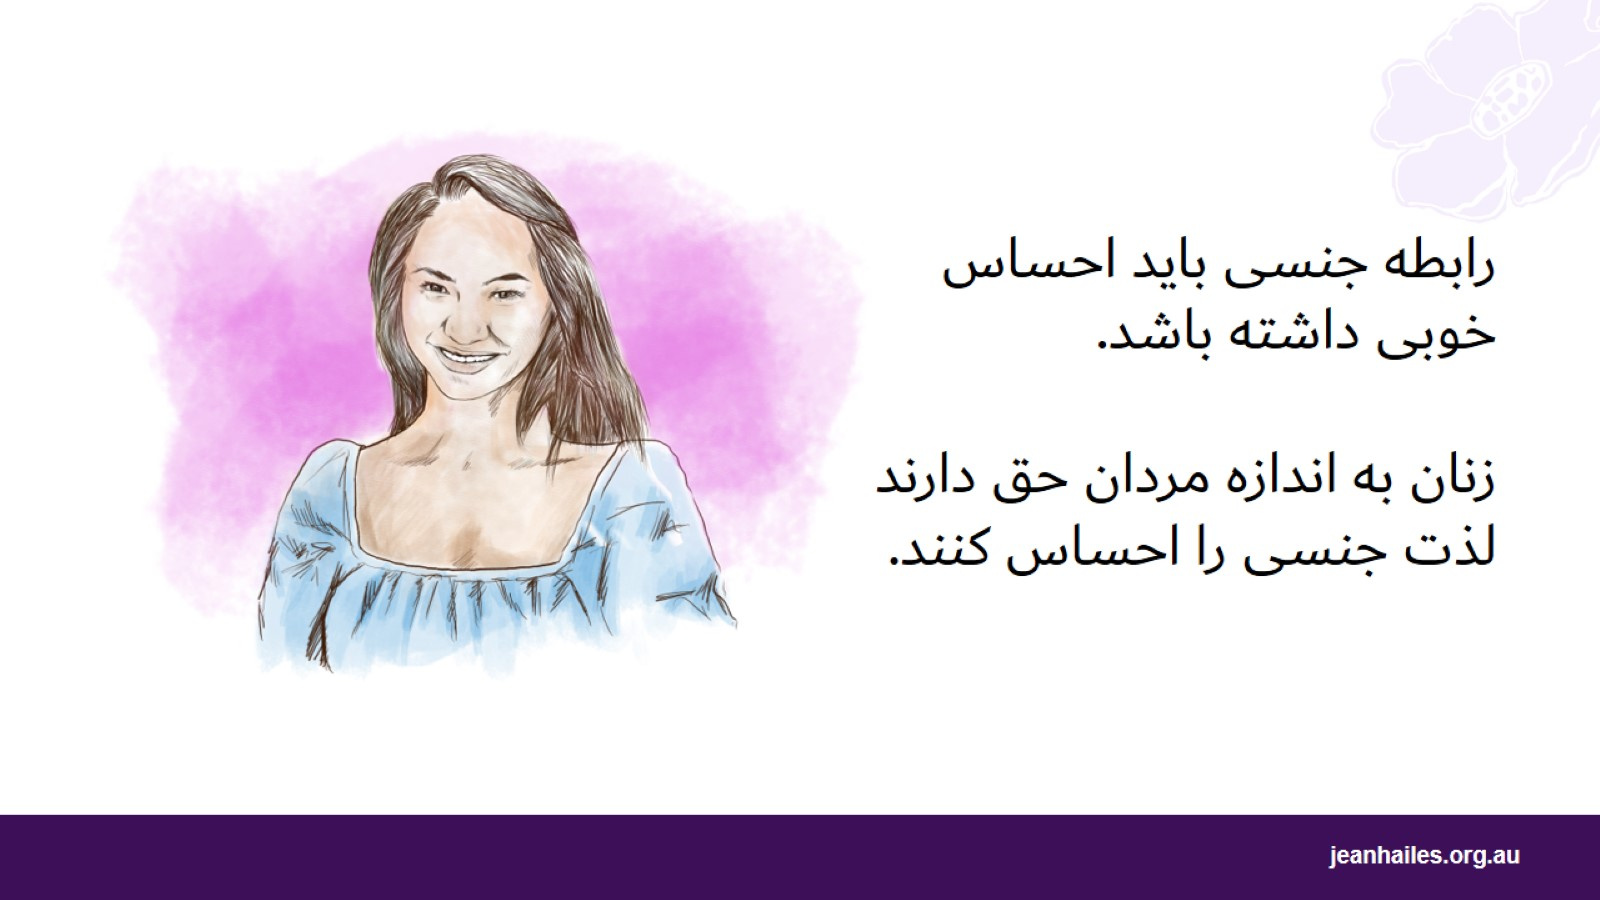 رابطه جنسی باید احساس
خوبی داشته باشد.
زنان به اندازه مردان حق دارند
لذت جنسی را احساس کنند.
jeanhailes.org.au